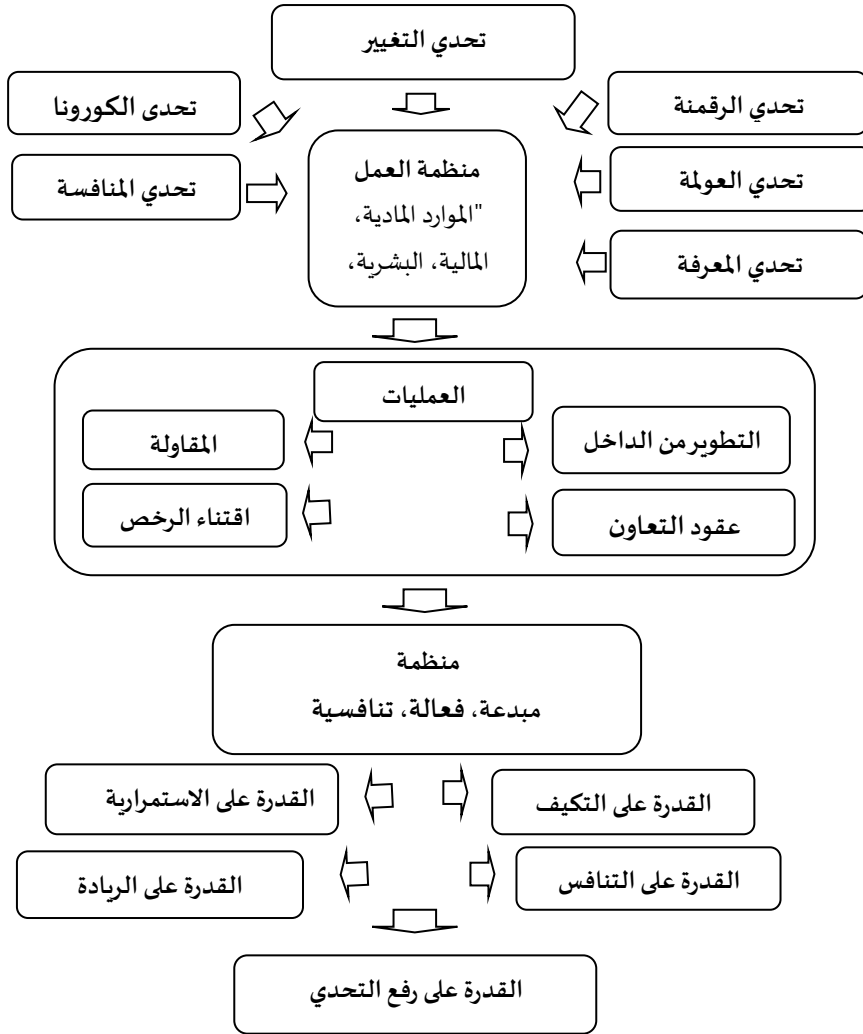 تحدي التغيير
تحدي الرقمنة
تحدى الكورونا
تحدي العولمة
تحدي المنافسة
تحدي المعرفة
منظمة العمل
"الموارد المادية،
المالية، البشرية،
العمليات
التطوير من الداخل
المقاولة
عقود التعاون
اقتناء الرخص
منظمة
مبدعة، فعالة، تنافسية
القدرة على التكيف
القدرة على الاستمرارية
القدرة على التنافس
القدرة على الريادة
القدرة على رفع التحدي